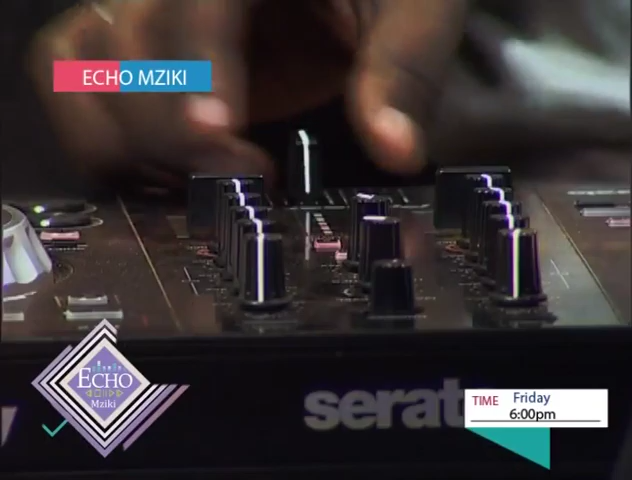 ECHO MZIKI
ECHO
Mziki
serat
TIME
Friday
6:00pm